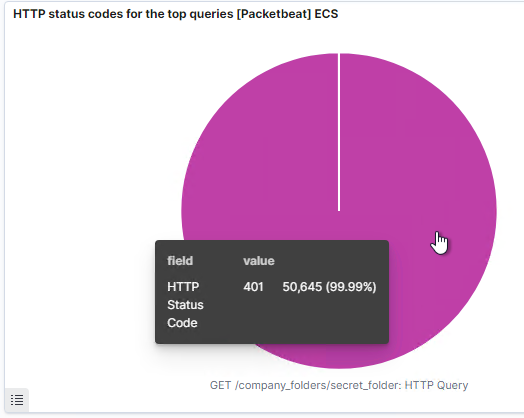 HTTP status codes for the top queries [Packetbeat] ECS
field value
HTTP 401 50,645 (99.99%)
Status
Code
GET /company_folders/secret_folder: HTTP Query